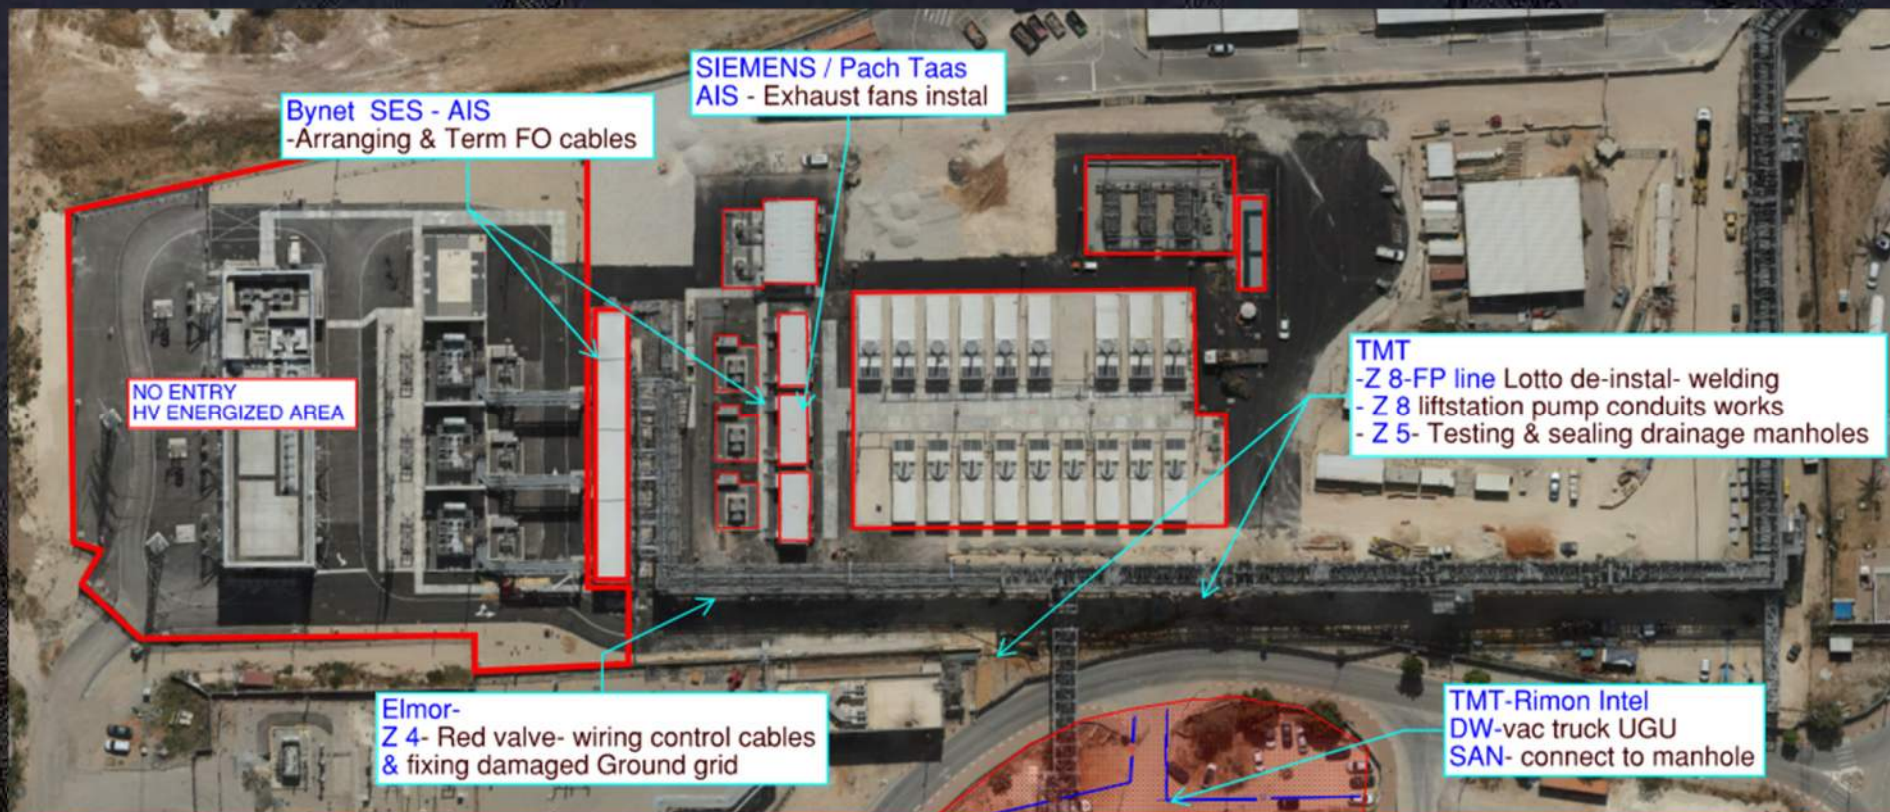 SIEMENS / Pach Taas
AIS - Exhaust fans instal
Bynet SES - AIS
-Arranging & Term FO cables
NO ENTRY
HV ENERGIZED AREA
TMT
-Z 8-FP line Lotto de-instal- welding
- Z 8 liftstation pump conduits works
- Z 5- Testing & sealing drainage manholes
Elmor-
Z 4- Red valve- wiring control cables
& fixing damaged Ground grid
TMT-Rimon Intel
DW-vac truck UGU
SAN- connect to manhole